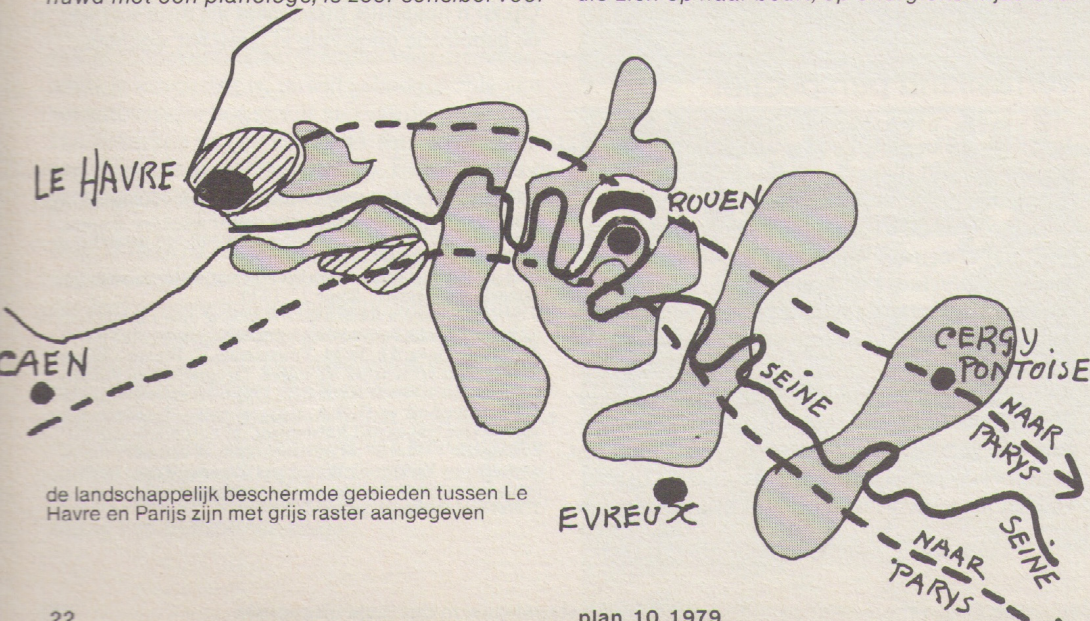 LE HAVRE
ROUEN
CERGY.
PONTOISE
CAEN
SEINE
NAAR
PARYS
de landschappelijk beschermde gebieden tussen Le
Havre en Parijs zijn met grijs raster aangegeven
EVREUX
SEINE
NAAR
PARYS
22
plan 10 1979